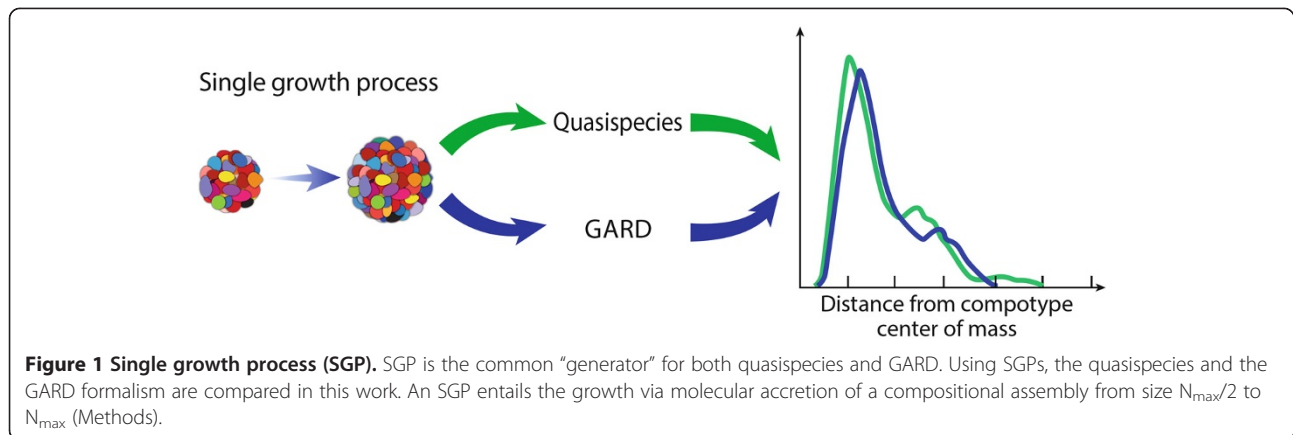 Single growth process
Quasispecies
GARD
Distance from compotype
center of mass
Figure 1 Single growth process (SGP). SGP is the common “generator” for both quasispecies and GARD. Using SGPs, the quasispecies and the
GARD formalism are compared in this work. An SGP entails the growth via molecular accretion of a compositional assembly from size Nmax/2 to
Nmax (Methods).